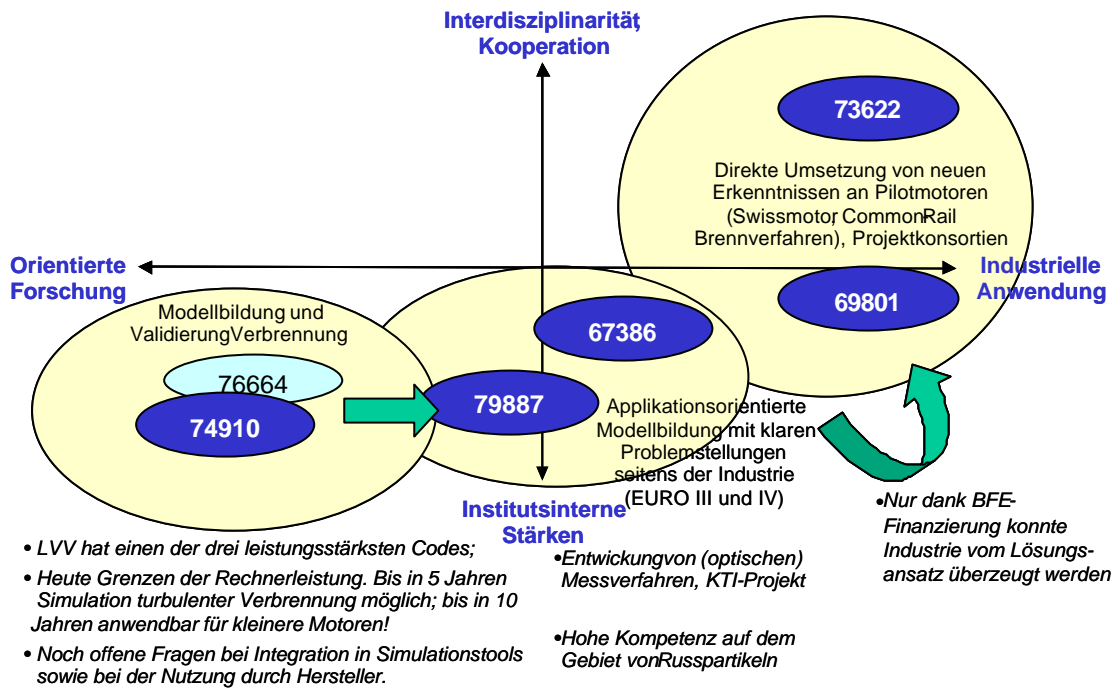 Interdisziplinarität,
Kooperation
73622
Direkte Umsetzung von neuen
Erkenntnissen an Pilotmotoren
(Swissmotor, Common-Rail
Brennverfahren), Projektkonsortien
Orientierte
Forschung
Industrielle
Anwendung
69801
Modellbildung und
ValidierungVerbrennung
67386
76664
74910
79887
Applikationsorientierte
Modellbildung mit klaren
Problemstellungen
seitens der Industrie
(EURO III und IV)
Institutsinterne
Stärken
• LVV hat einen der drei leistungsstärksten Codes;
• Heute Grenzen der Rechnerleistung. Bis in 5 Jahren
Simulation turbulenter Verbrennung möglich; bis in 10
Jahren anwendbar für kleinere Motoren!
• Noch offene Fragen bei Integration in Simulationstools
sowie bei der Nutzung durch Hersteller.
•Entwickungvon (optischen)
Messverfahren, KTI-Projekt
•Hohe Kompetenz auf dem
Gebiet vonRusspartikeln
•Nur dank BFE-
Finanzierung konnte
Industrie vom Lösungs-
ansatz überzeugt werden